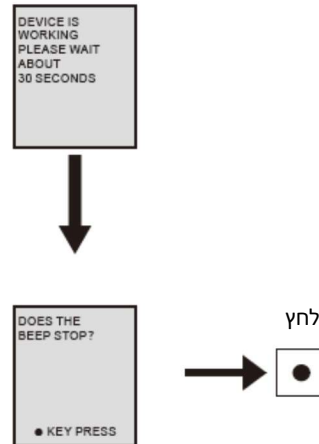 DEVICE IS
WORKING
PLEASE WAIT
ABOUT
30 SECONDS
DOES THE
BEEP STOP?
● KEY PRESS
לחץ